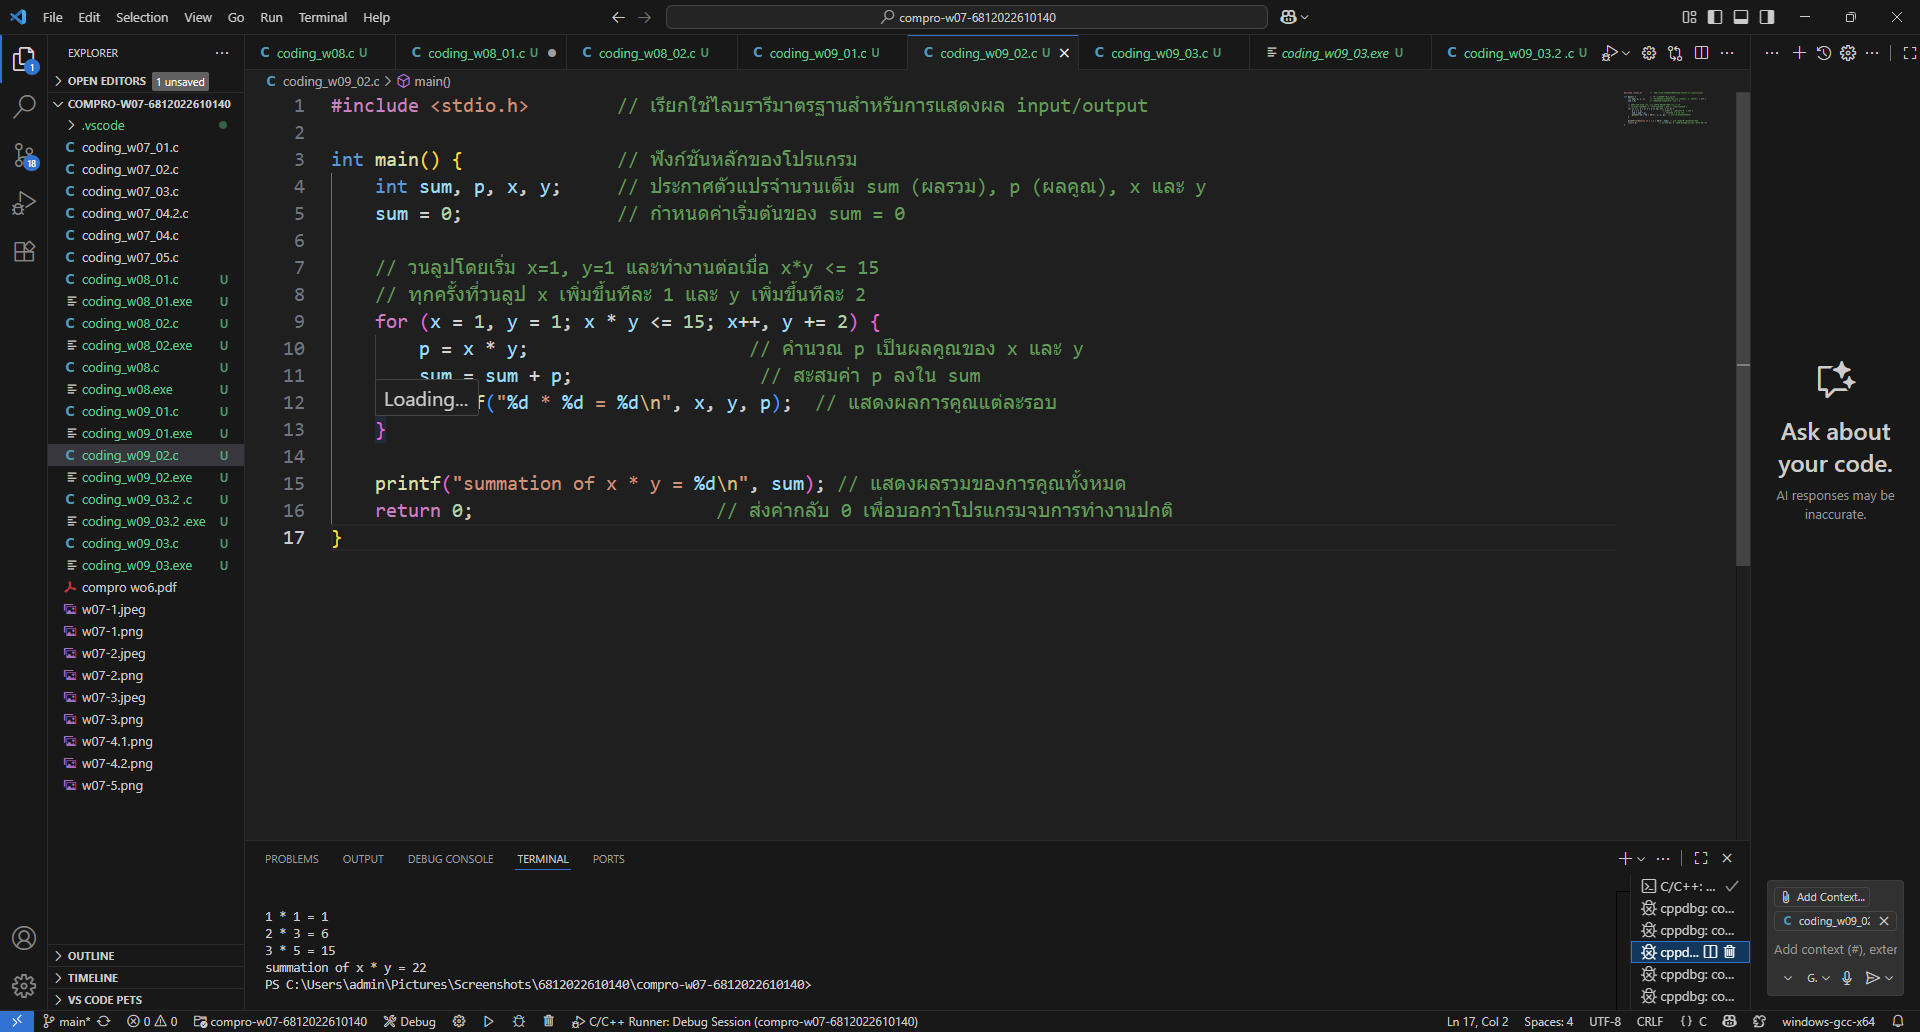 File Edit Selection View Go Run Terminal Help
compro-w07-6812022610140
EXPLORER
OPEN EDITORS 1 unsaved
COMPRO-W07-6812022610140
.vscode
C coding_w07_01.c
C coding_w07_02.c
C coding_w07_03.c
C coding_w07_04.2.c
C coding_w07_04.c
C coding_w07_05.c
C coding_w08_01.c U
coding_w08_01.exe U
C coding_w08_02.c U
coding_w08_02.exe U
C coding_w08.c U
coding_w08.exe U
C coding_w09_01.c U
coding_w09_01.exe U
C coding_w09_02.c U
coding_w09_02.exe U
C coding_w09_03.2 .c U
coding_w09_03.2 .exe U
C coding_w09_03.c U
coding_w09_03.exe U
compro wo6.pdf
w07-1.jpeg
w07-1.png
w07-2.jpeg
w07-2.png
w07-3.jpeg
w07-3.png
w07-4.1.png
w07-4.2.png
w07-5.png
OUTLINE
TIMELINE
VS CODE PETS
1
18
C coding_w08.c U C coding_w08_01.c U C coding_w08_02.c U C coding_w09_01.c U C coding_w09_02.c U C coding_w09_03.c U coding_w09_03.exe U C coding_w09_03.2 .c U
C coding_w09_02.c > main()
1 #include <stdio.h> // เรียกใช้ไลบรารีมาตรฐานสำหรับการแสดงผล input/output
2
3 int main() { // ฟังก์ชันหลักของโปรแกรม
4 int sum, p, x, y; // ประกาศตัวแปรจำนวนเต็ม sum (ผลรวม), p (ผลคูณ), x และ y
5 sum = 0; // กำหนดค่าเริ่มต้นของ sum = 0
6
7 // วนลูปโดยเริ่ม x=1, y=1 และทำงานต่อเมื่อ x*y <= 15
8 // ทุกครั้งที่วนลูป x เพิ่มขึ้นทีละ 1 และ y เพิ่มขึ้นทีละ 2
9 for (x = 1, y = 1; x * y <= 15; x++, y += 2) {
10 p = x * y; // คำนวณ p เป็นผลคูณของ x และ y
11 sum = sum + p; // สะสมค่า p ลงใน sum
12 Loading... f("%d * %d = %d\n", x, y, p); // แสดงผลการคูณแต่ละรอบ
13 }
14
15 printf("summation of x * y = %d\n", sum); // แสดงผลรวมของการคูณทั้งหมด
16 return 0; // ส่งค่ากลับ 0 เพื่อบอกว่าโปรแกรมจบการทำงานปกติ
17 }
PROBLEMS OUTPUT DEBUG CONSOLE TERMINAL PORTS
1 * 1 = 1
2 * 3 = 6
3 * 5 = 15
summation of x * y = 22
PS C:\Users\admin\Pictures\Screenshots\6812022610140\compro-w07-6812022610140>
C/C++: ...
cppdbg: co...
cppdbg: co...
cppd...
cppdbg: co...
cppdbg: co...
Ask about
your code.
AI responses may be
inaccurate.
Add Context...
C coding_w09_02
Add context (#), exter
G.
main* 0 0 compro-w07-6812022610140 Debug C/C++ Runner: Debug Session (compro-w07-6812022610140) Ln 17, Col 2 Spaces: 4 UTF-8 CRLF {} C windows-gcc-x64